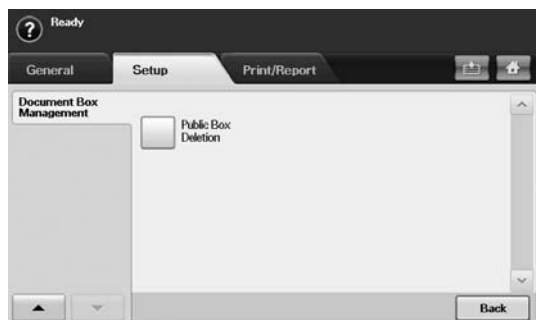 ?
Ready
General
Setup
Print/Report
Document Box
Management
Public Box
Deletion
Back